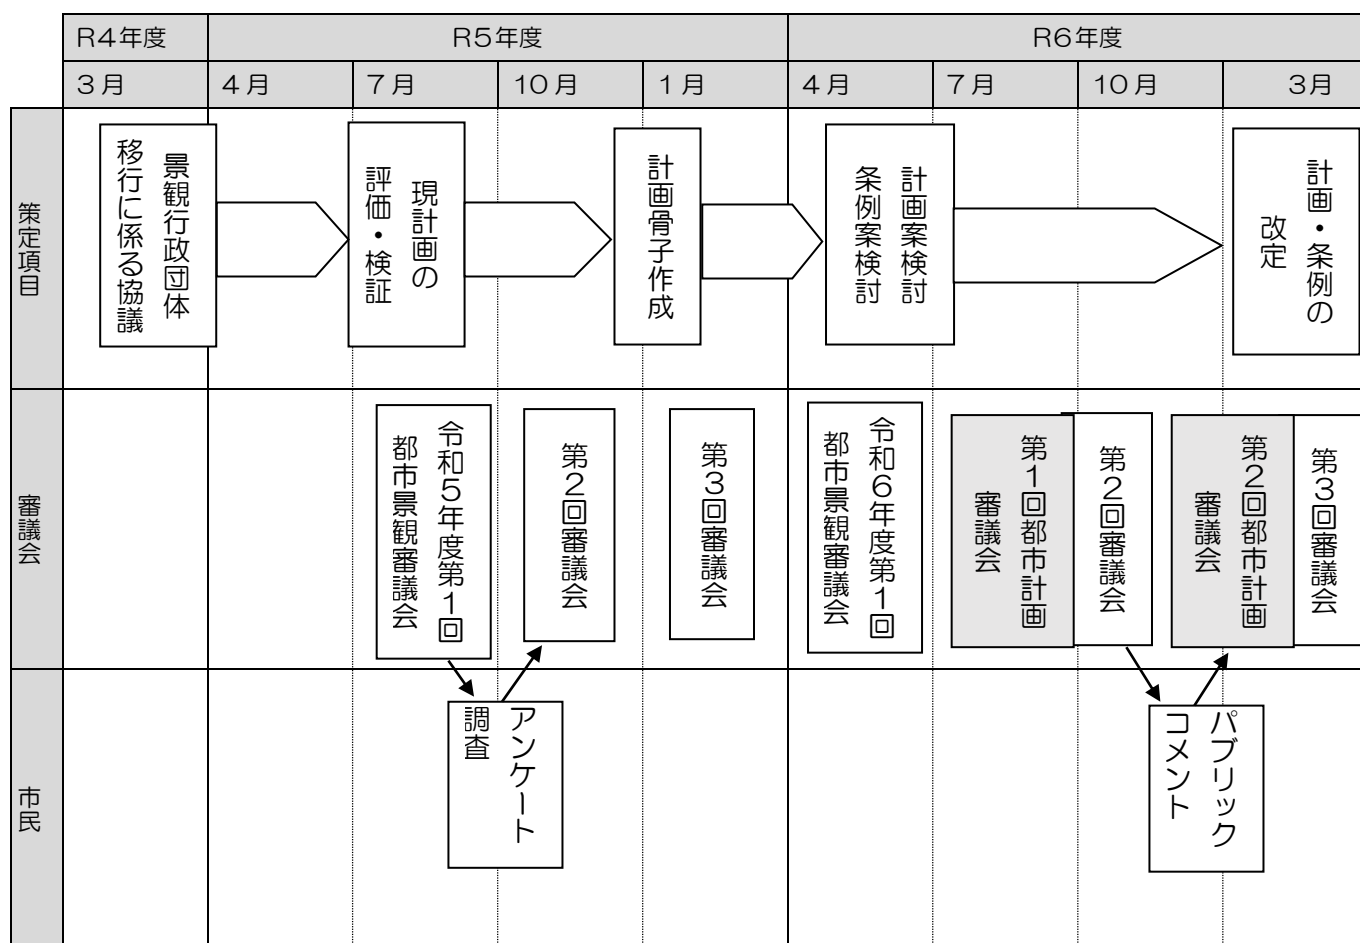 R4年度
R5年度
R6年度
3月
4月
7月
10月
1月
4月
7月
10月
3月
策定項目
景観行政団体
移行に係る協議
現計画の
評価・検証
計画骨子作成
計画案検討
条例案検討
計画・条例の
改定
審議会
令和5年度第1回
都市景観審議会
第2回審議会
第3回審議会
令和6年度第1回
都市景観審議会
第1回都市計画
審議会
第2回審議会
第2回都市計画
審議会
第3回審議会
市民
アンケート
調査
パブリック
コメント